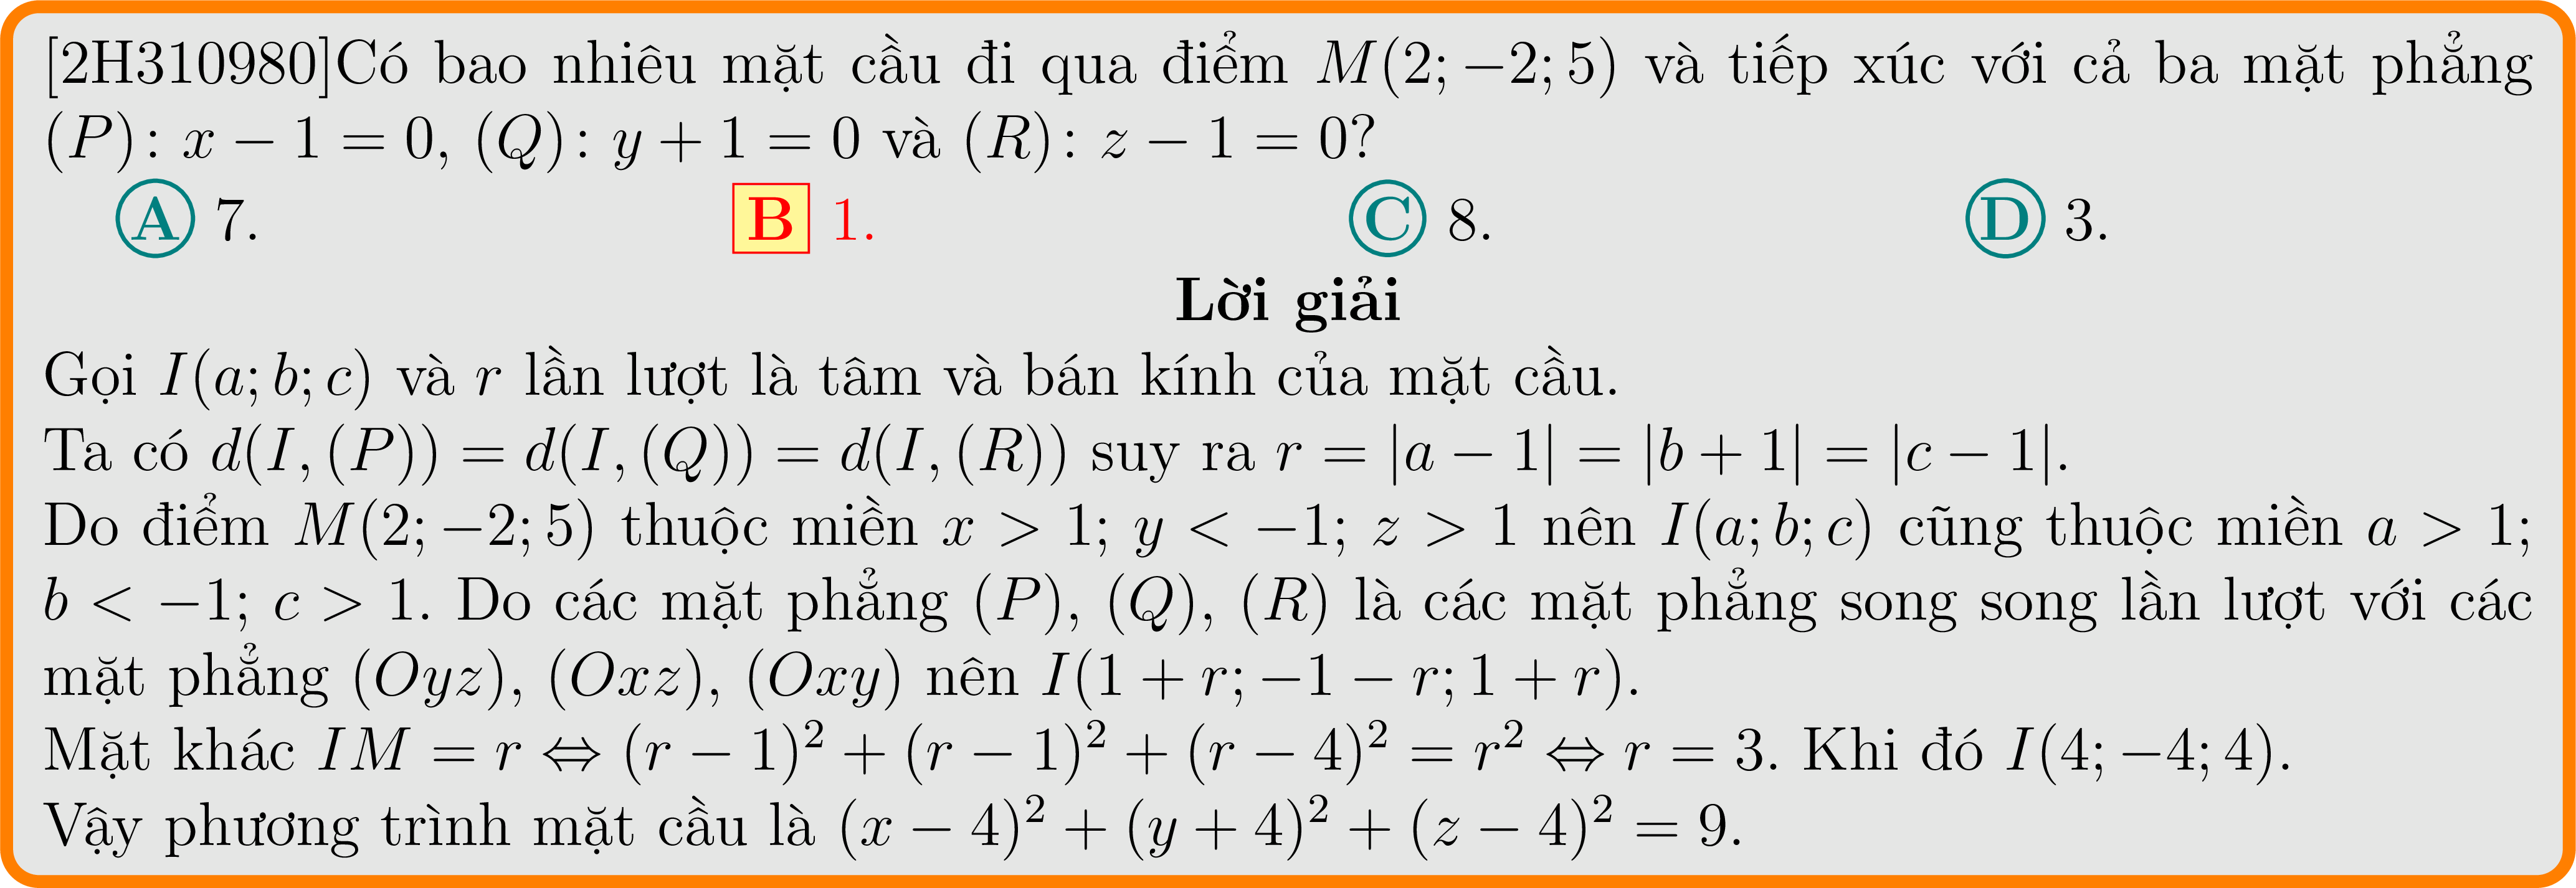 [2H310980]Có bao nhiêu mặt cầu đi qua điểm M(2; −2; 5) và tiếp xúc với cả ba mặt phẳng
(P): x − 1 = 0, (Q): y + 1 = 0 và (R): z − 1 = 0?
A 7. B 1. C 8. D 3.
Lời giải
Gọi I(a; b; c) và r lần lượt là tâm và bán kính của mặt cầu.
Ta có d(I, (P)) = d(I, (Q)) = d(I, (R)) suy ra r = |a − 1| = |b + 1| = |c − 1|.
Do điểm M(2; −2; 5) thuộc miền x > 1; y < −1; z > 1 nên I(a; b; c) cũng thuộc miền a > 1;
b < −1; c > 1. Do các mặt phẳng (P), (Q), (R) là các mặt phẳng song song lần lượt với các
mặt phẳng (Oyz), (Oxz), (Oxy) nên I(1 + r; −1 − r; 1 + r).
Mặt khác IM = r ⇔ (r − 1)² + (r − 1)² + (r − 4)² = r² ⇔ r = 3. Khi đó I(4; −4; 4).
Vậy phương trình mặt cầu là (x − 4)² + (y + 4)² + (z − 4)² = 9.